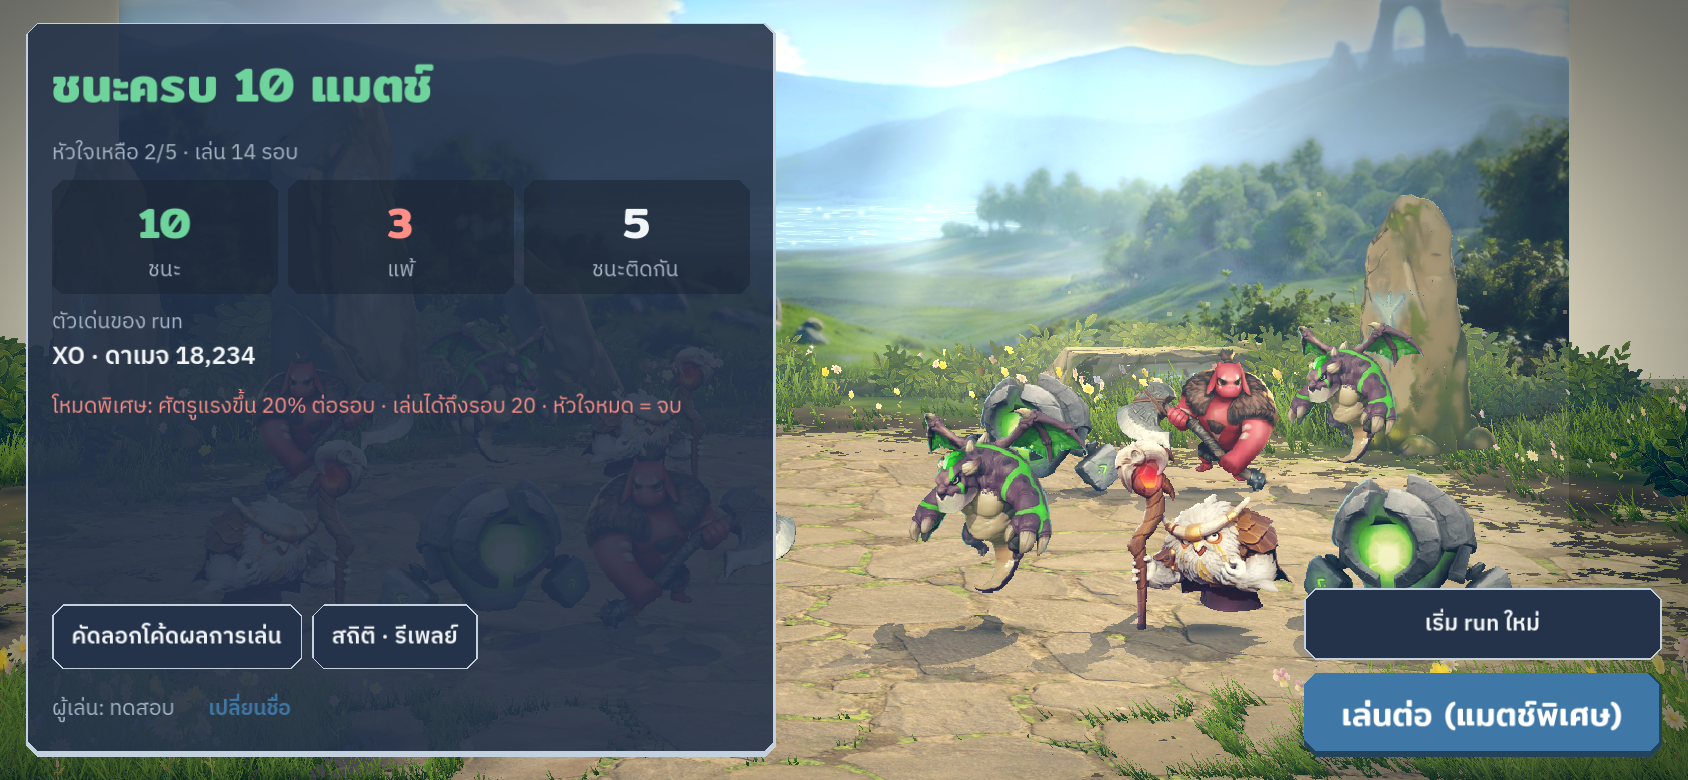 ชนะครบ 10 แมตช์
หัวใจเหลือ 2/5 · เล่น 14 รอบ
10
ชนะ
3
แพ้
5
ชนะติดกัน
ตัวเด่นของ run
XO · ดาเมจ 18,234
โหมดพิเศษ: ศัตรูแรงขึ้น 20% ต่อรอบ · เล่นได้ถึงรอบ 20 · หัวใจหมด = จบ
คัดลอกโค้ดผลการเล่น
สถิติ · รีเพลย์
ผู้เล่น: ทดสอบ เปลี่ยนชื่อ
เริ่ม run ใหม่
เล่นต่อ (แมตช์พิเศษ)